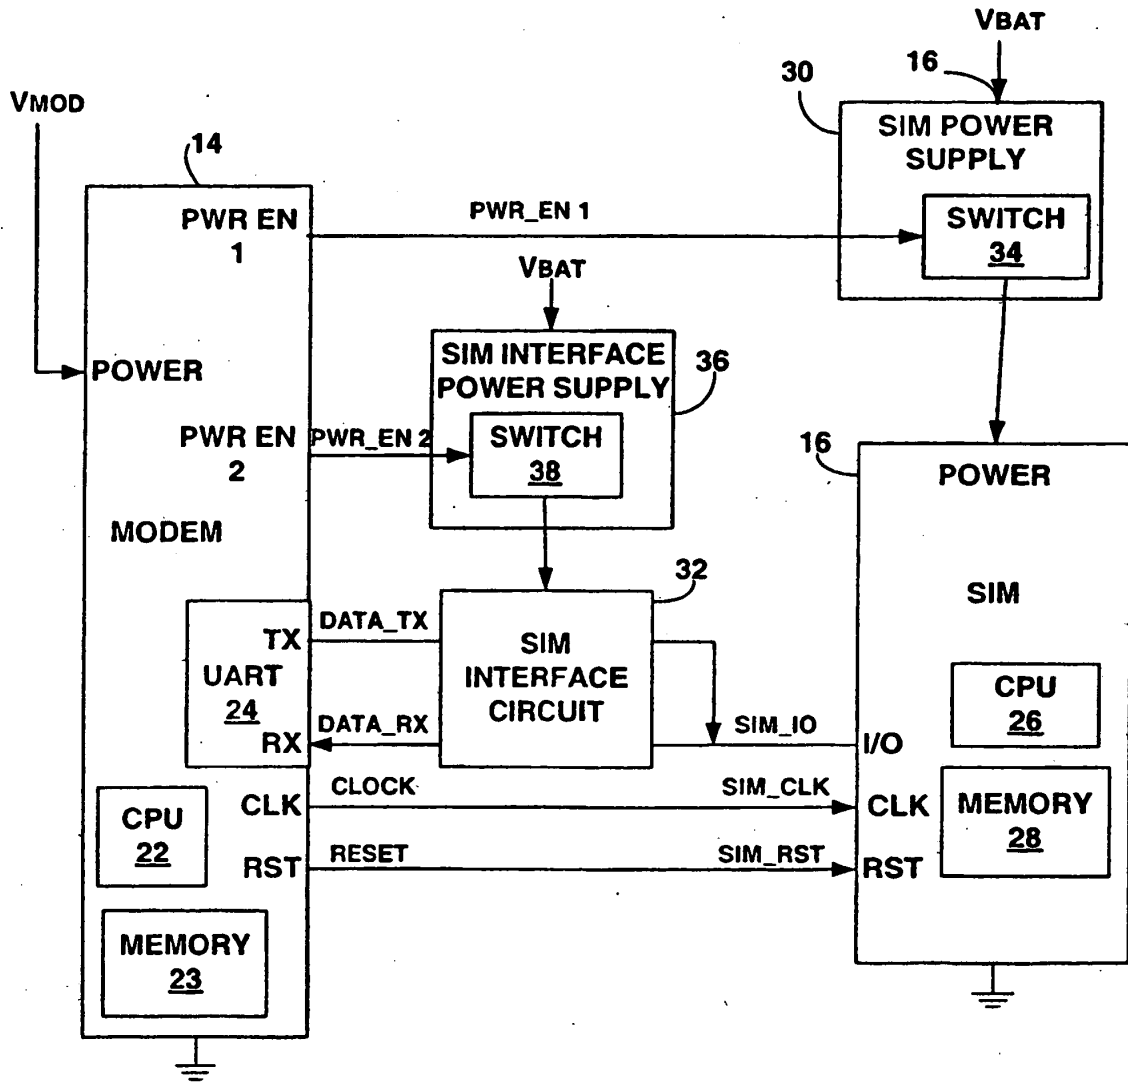 VBAT
16
30
VMOD
SIM POWER
SUPPLY
14
PWR EN
1
PWR_EN 1
SWITCH
34
VBAT
SIM INTERFACE
POWER SUPPLY
36
POWER
PWR EN
2
PWR_EN 2
SWITCH
38
16
POWER
MODEM
32
SIM
DATA_TX
TX
UART
24
RX
DATA_RX
SIM
INTERFACE
CIRCUIT
SIM_IO
I/O
CPU
26
CPU
22
CLK
CLOCK
SIM_CLK
CLK
MEMORY
28
RST
RESET
SIM_RST
RST
MEMORY
23